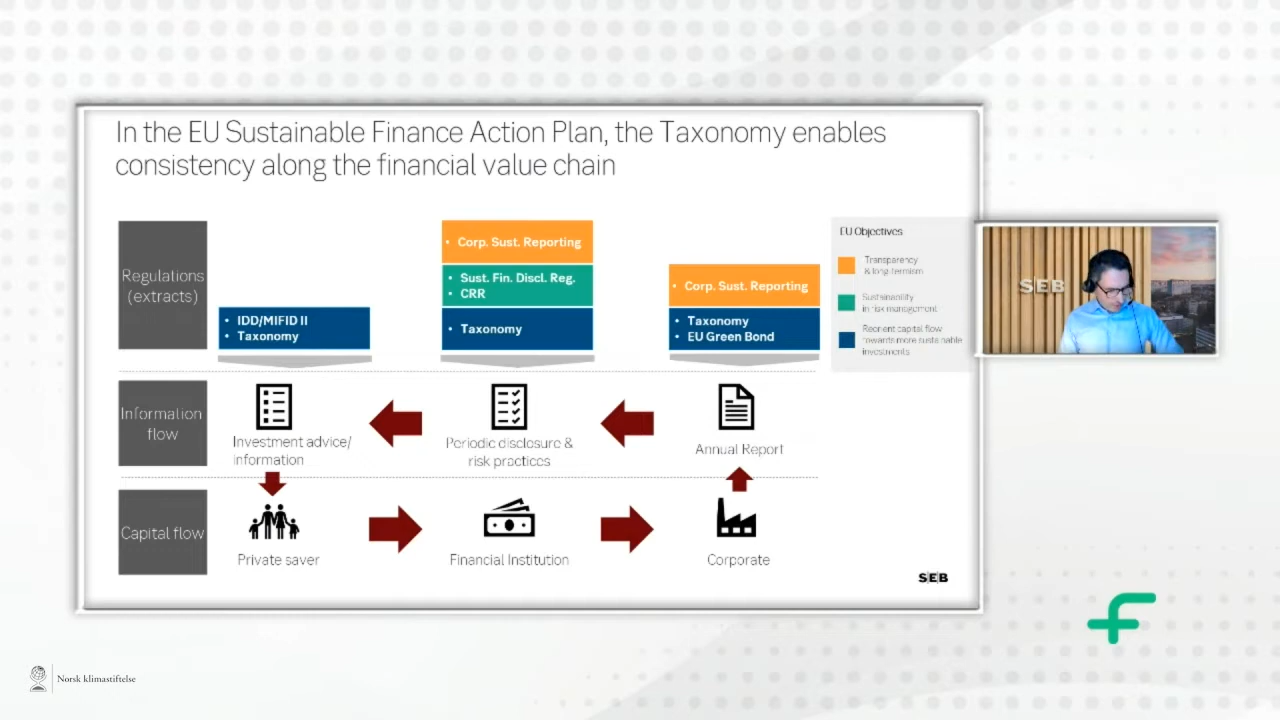 In the EU Sustainable Finance Action Plan, the Taxonomy enables
consistency along the financial value chain
Regulations
(extracts)
• IDD/MIFID II
• Taxonomy
• Corp. Sust. Reporting
• Sust. Fin. Discl. Reg.
• CRR
• Taxonomy
• Corp. Sust. Reporting
• Taxonomy
• EU Green Bond
EU Objectives
Transparency
& long-termism
Sustainability
in risk management
Reorient capital flow
towards more sustainable
investments
SEB
Information
flow
Investment advice/
information
Periodic disclosure &
risk practices
Annual Report
Capital flow
Private saver
Financial Institution
Corporate
SEB
Norsk klimastiftelse